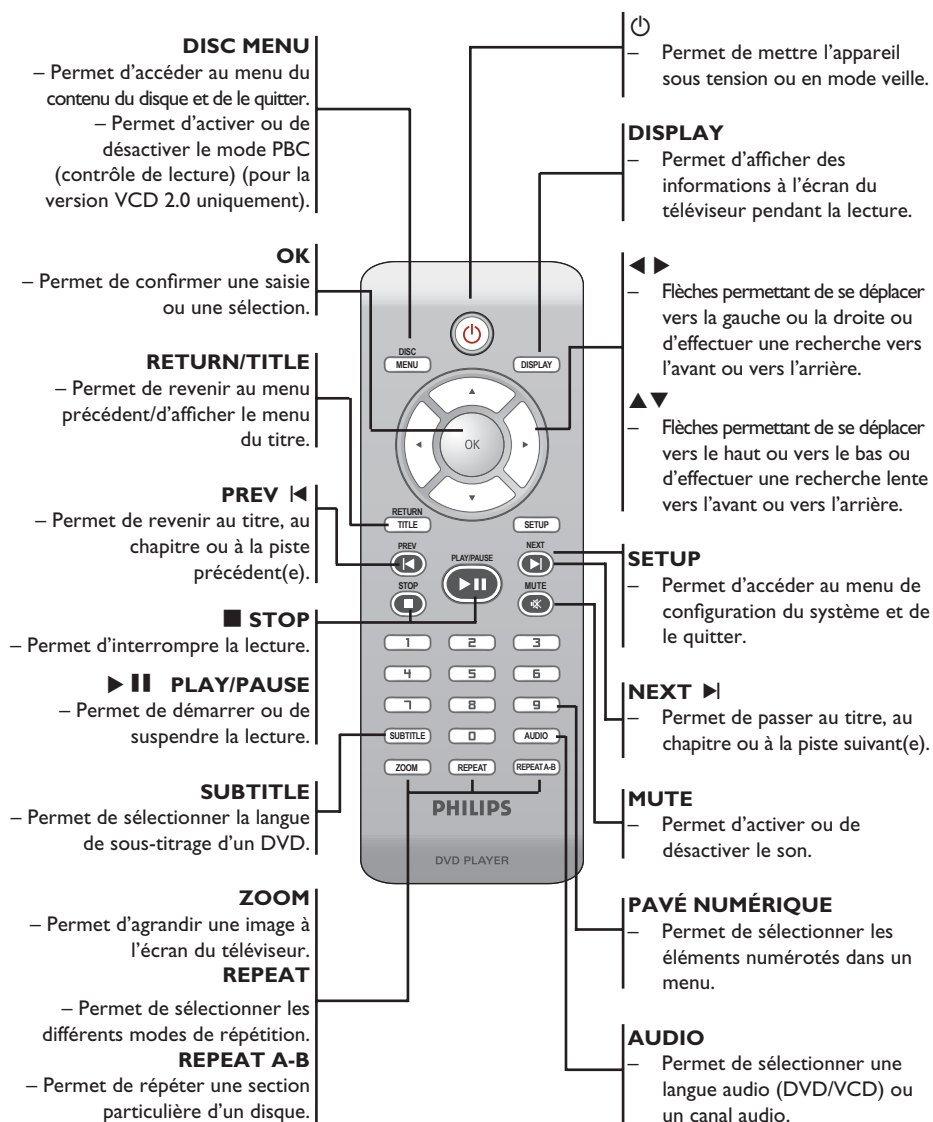 DISC MENU
– Permet d'accéder au menu du
contenu du disque et de le quitter.
– Permet d'activer ou de
désactiver le mode PBC
(contrôle de lecture) (pour la
version VCD 2.0 uniquement).
OK
– Permet de confirmer une saisie
ou une sélection.
RETURN/TITLE
– Permet de revenir au menu
précédent/d'afficher le menu
du titre.
PREV
– Permet de revenir au titre, au
chapitre ou à la piste
précédent(e).
■ STOP
– Permet d'interrompre la lecture.
▶ II PLAY/PAUSE
– Permet de démarrer ou de
suspendre la lecture.
SUBTITLE
– Permet de sélectionner la langue
de sous-titrage d'un DVD.
ZOOM
– Permet d'agrandir une image à
l'écran du téléviseur.
REPEAT
– Permet de sélectionner les
différents modes de répétition.
REPEAT A-B
– Permet de répéter une section
particulière d'un disque.
DISC
MENU
DISPLAY
OK
RETURN
TITLE
SETUP
PREV
PLAY/PAUSE
NEXT
STOP
MUTE
1 2 3
4 5 6
7 8 9
SUBTITLE 0 AUDIO
ZOOM REPEAT REPEAT A-B
PHILIPS
DVD PLAYER
– Permet de mettre l'appareil
sous tension ou en mode veille.
DISPLAY
– Permet d'afficher des
informations à l'écran du
téléviseur pendant la lecture.
◀ ▶
– Flèches permettant de se déplacer
vers la gauche ou la droite ou
d'effectuer une recherche vers
l'avant ou vers l'arrière.
▲▼
– Flèches permettant de se déplacer
vers le haut ou vers le bas ou
d'effectuer une recherche lente
vers l'avant ou vers l'arrière.
SETUP
– Permet d'accéder au menu de
configuration du système et de
le quitter.
NEXT
– Permet de passer au titre, au
chapitre ou à la piste suivant(e).
MUTE
– Permet d'activer ou de
désactiver le son.
PAVÉ NUMÉRIQUE
– Permet de sélectionner les
éléments numérotés dans un
menu.
AUDIO
– Permet de sélectionner une
langue audio (DVD/VCD) ou
un canal audio.